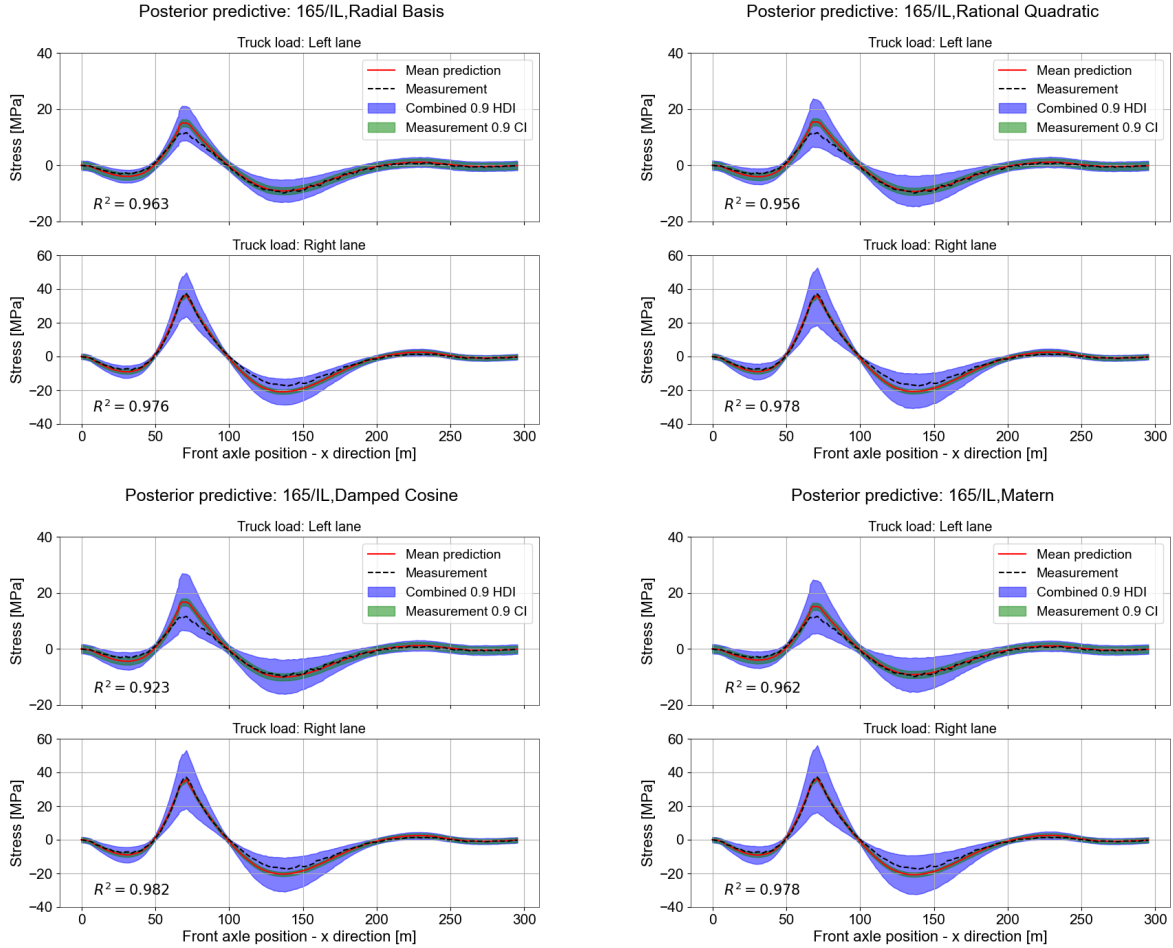 Posterior predictive: 165/IL,Radial Basis
Truck load: Left lane
Stress [MPa]
40
20
0
−20
Mean prediction
Measurement
Combined 0.9 HDI
Measurement 0.9 CI
R² = 0.963
Truck load: Right lane
Stress [MPa]
60
40
20
0
−20
−40
R² = 0.976
0 50 100 150 200 250 300
Front axle position - x direction [m]
Posterior predictive: 165/IL,Rational Quadratic
Truck load: Left lane
Stress [MPa]
40
20
0
−20
Mean prediction
Measurement
Combined 0.9 HDI
Measurement 0.9 CI
R² = 0.956
Truck load: Right lane
Stress [MPa]
60
40
20
0
−20
−40
R² = 0.978
0 50 100 150 200 250 300
Front axle position - x direction [m]
Posterior predictive: 165/IL,Damped Cosine
Truck load: Left lane
Stress [MPa]
40
20
0
−20
Mean prediction
Measurement
Combined 0.9 HDI
Measurement 0.9 CI
R² = 0.923
Truck load: Right lane
Stress [MPa]
60
40
20
0
−20
−40
R² = 0.982
0 50 100 150 200 250 300
Front axle position - x direction [m]
Posterior predictive: 165/IL,Matern
Truck load: Left lane
Stress [MPa]
40
20
0
−20
Mean prediction
Measurement
Combined 0.9 HDI
Measurement 0.9 CI
R² = 0.962
Truck load: Right lane
Stress [MPa]
60
40
20
0
−20
−40
R² = 0.978
0 50 100 150 200 250 300
Front axle position - x direction [m]